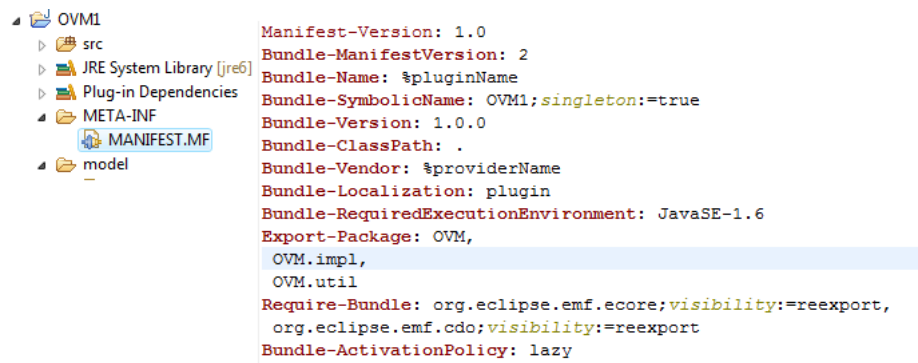 OVM1
src
JRE System Library [jre6]
Plug-in Dependencies
META-INF
MANIFEST.MF
model
Manifest-Version: 1.0
Bundle-ManifestVersion: 2
Bundle-Name: %pluginName
Bundle-SymbolicName: OVM1;singleton:=true
Bundle-Version: 1.0.0
Bundle-ClassPath: .
Bundle-Vendor: %providerName
Bundle-Localization: plugin
Bundle-RequiredExecutionEnvironment: JavaSE-1.6
Export-Package: OVM,
 OVM.impl,
 OVM.util
Require-Bundle: org.eclipse.emf.ecore;visibility:=reexport,
 org.eclipse.emf.cdo;visibility:=reexport
Bundle-ActivationPolicy: lazy